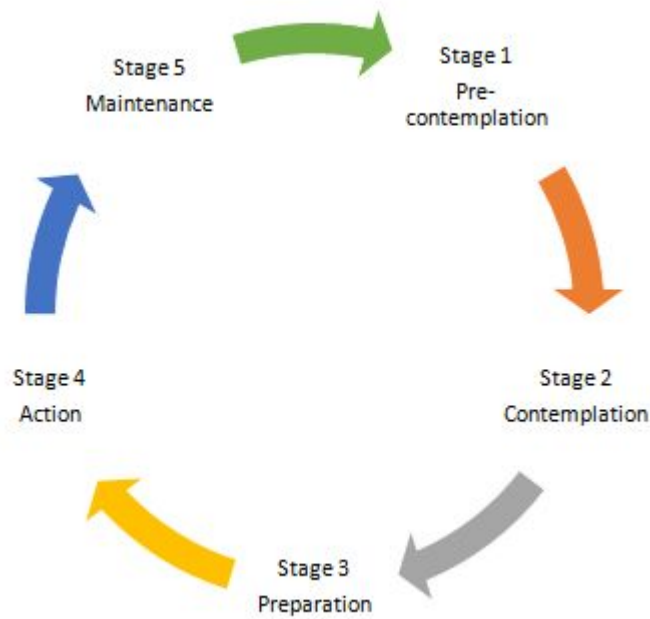 Stage 1
Pre-
contemplation
Stage 2
Contemplation
Stage 3
Preparation
Stage 4
Action
Stage 5
Maintenance